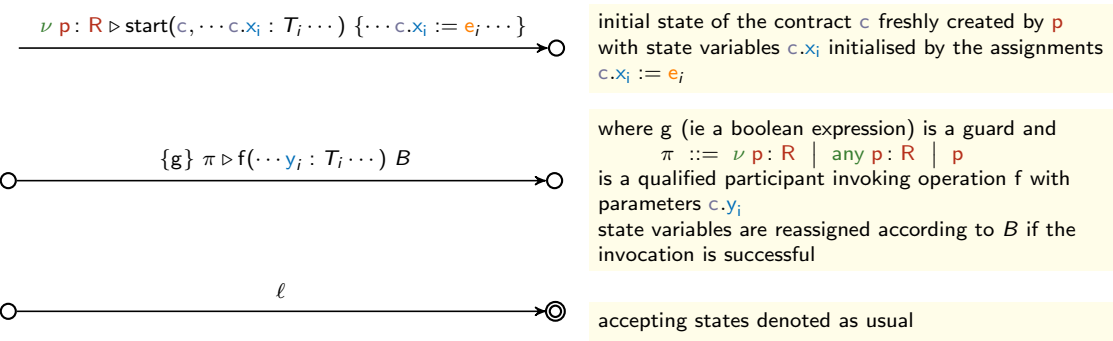 ν p: R ▹ start(c, ··· c.xᵢ : Tᵢ ···) {··· c.xᵢ := eᵢ ···}
initial state of the contract c freshly created by p
with state variables c.xᵢ initialised by the assignments
c.xᵢ := eᵢ
{g} π ▹ f(··· yᵢ : Tᵢ ···) B
where g (ie a boolean expression) is a guard and
π ::= ν p: R | any p: R | p
is a qualified participant invoking operation f with
parameters c.yᵢ
state variables are reassigned according to B if the
invocation is successful
ℓ
accepting states denoted as usual